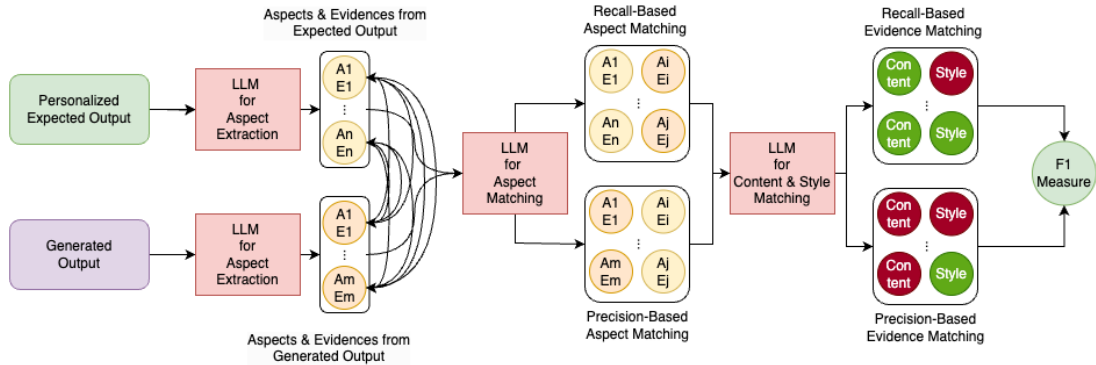 Aspects & Evidences from
Expected Output
Recall-Based
Aspect Matching
Recall-Based
Evidence Matching
Personalized
Expected Output
LLM
for
Aspect
Extraction
A1
E1
...
An
En
Generated
Output
LLM
for
Aspect
Extraction
A1
E1
...
Am
Em
Aspects & Evidences from
Generated Output
LLM
for
Aspect
Matching
A1
E1
Ai
Ei
...
An
En
Aj
Ej
A1
E1
Ai
Ei
...
Am
Em
Aj
Ej
Precision-Based
Aspect Matching
LLM
for
Content & Style
Matching
Con
tent
Style
...
Con
tent
Style
Con
tent
Style
...
Con
tent
Style
Precision-Based
Evidence Matching
F1
Measure